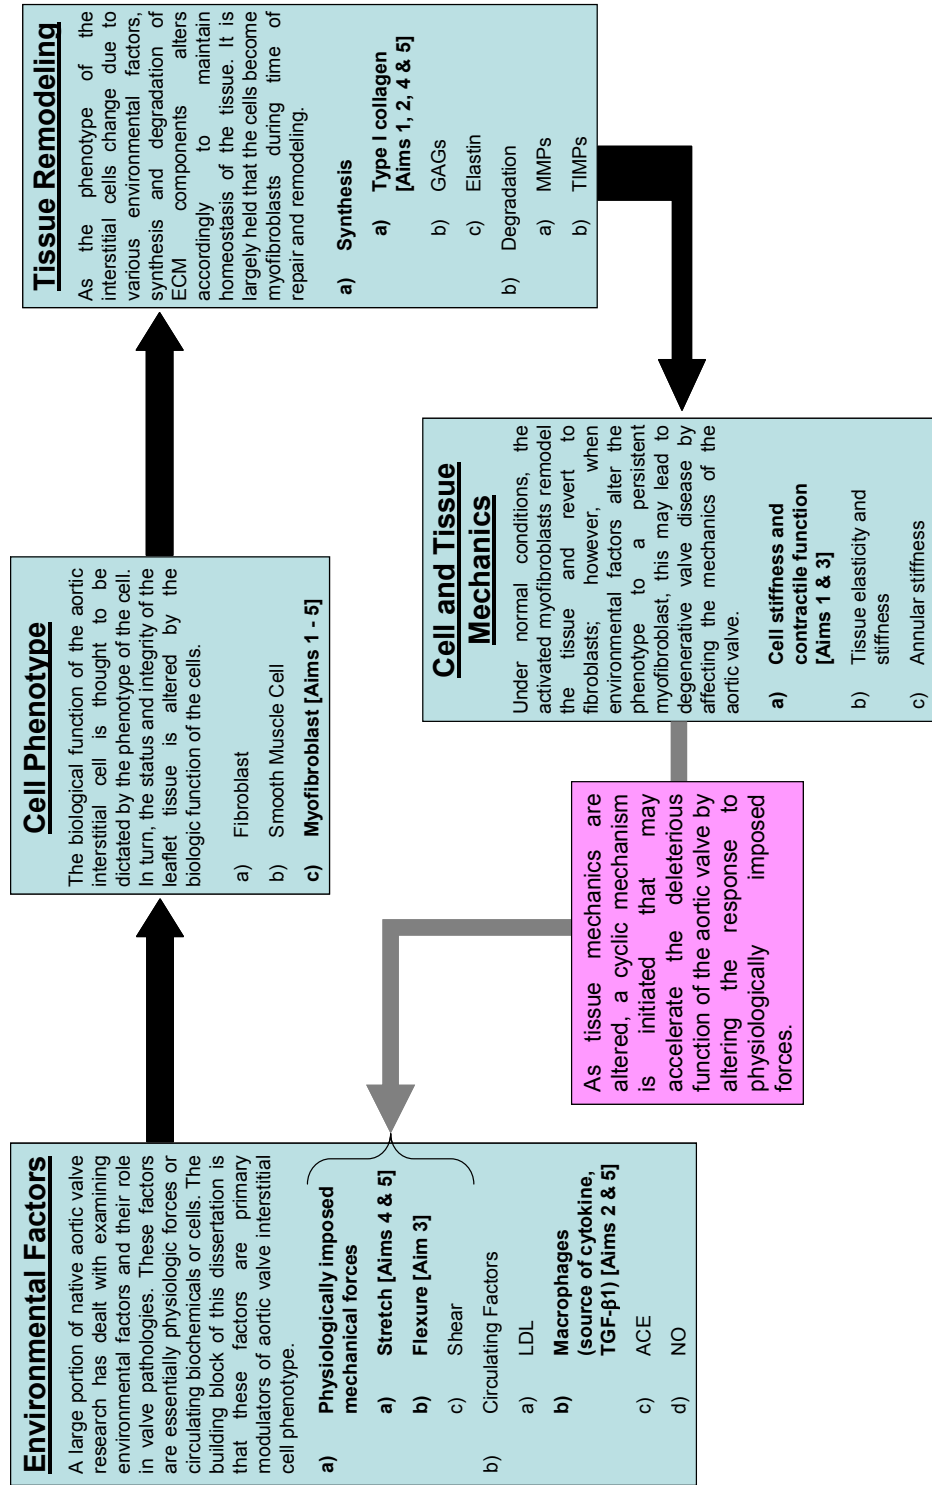 Environmental Factors
A large portion of native aortic valve
research has dealt with examining
environmental factors and their role
in valve pathologies. These factors
are essentially physiologic forces or
circulating biochemicals or cells. The
building block of this dissertation is
that these factors are primary
modulators of aortic valve interstitial
cell phenotype.
a) Physiologically imposed
mechanical forces
a) Stretch [Aims 4 & 5]
b) Flexure [Aim 3]
c) Shear
b) Circulating Factors
a) LDL
b) Macrophages
(source of cytokine,
TGF-β1) [Aims 2 & 5]
c) ACE
d) NO
Cell Phenotype
The biological function of the aortic
interstitial cell is thought to be
dictated by the phenotype of the cell.
In turn, the status and integrity of the
leaflet tissue is altered by the
biologic function of the cells.
a) Fibroblast
b) Smooth Muscle Cell
c) Myofibroblast [Aims 1 - 5]
Tissue Remodeling
As the phenotype of the
interstitial cells change due to
various environmental factors,
synthesis and degradation of
ECM components alters
accordingly to maintain
homeostasis of the tissue. It is
largely held that the cells become
myofibroblasts during time of
repair and remodeling.
a) Synthesis
a) Type I collagen
[Aims 1, 2, 4 & 5]
b) GAGs
c) Elastin
b) Degradation
a) MMPs
b) TIMPs
Cell and Tissue
Mechanics
Under normal conditions, the
activated myofibroblasts remodel
the tissue and revert to
fibroblasts; however, when
environmental factors alter the
phenotype to a persistent
myofibroblast, this may lead to
degenerative valve disease by
affecting the mechanics of the
aortic valve.
a) Cell stiffness and
contractile function
[Aims 1 & 3]
b) Tissue elasticity and
stiffness
c) Annular stiffness
As tissue mechanics are
altered, a cyclic mechanism
is initiated that may
accelerate the deleterious
function of the aortic valve by
altering the response to
physiologically imposed
forces.